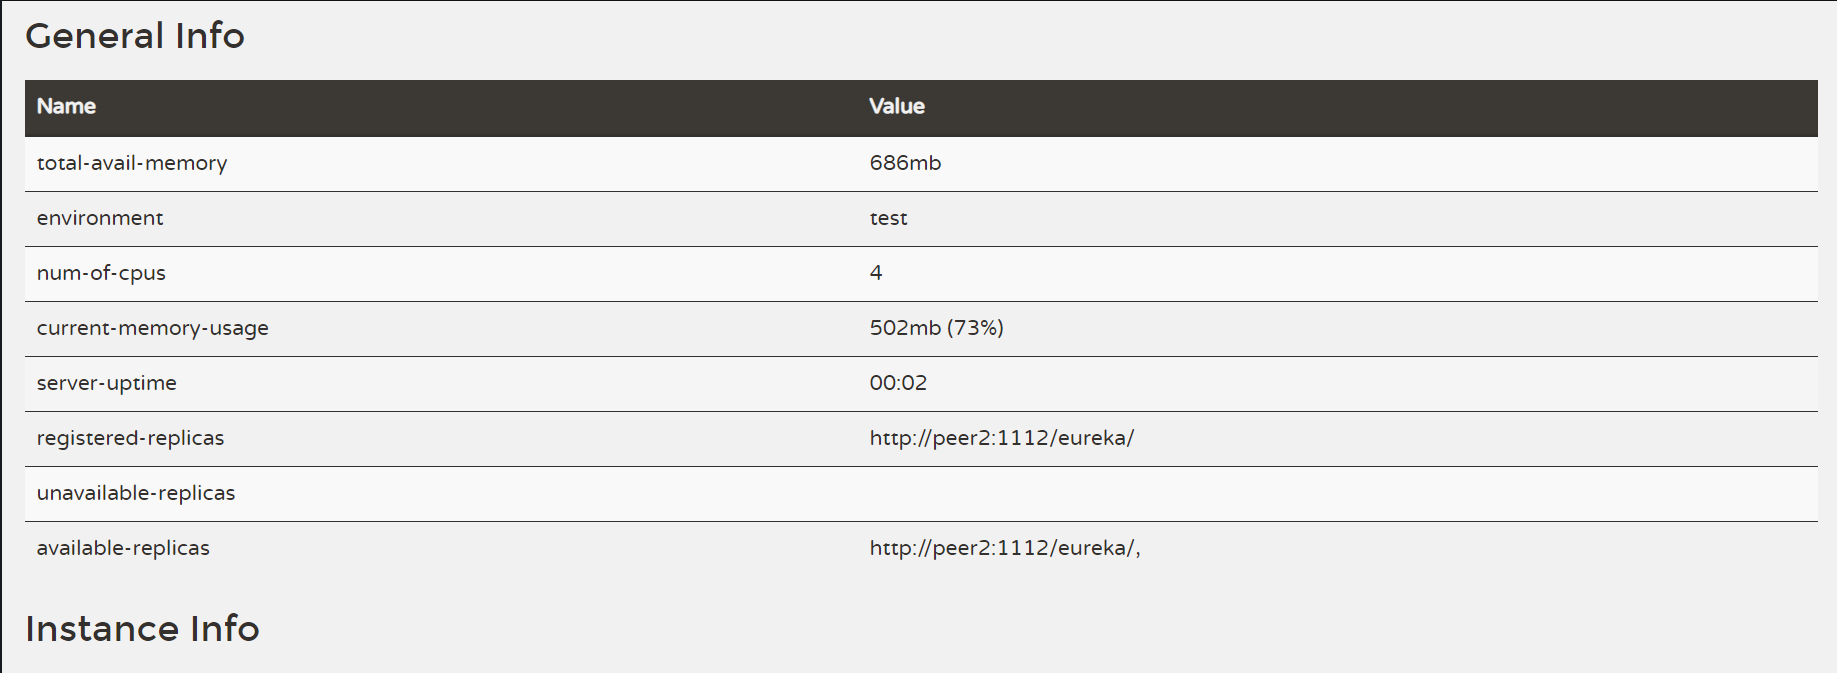 General Info
Name Value
total-avail-memory 686mb
environment test
num-of-cpus 4
current-memory-usage 502mb (73%)
server-uptime 00:02
registered-replicas http://peer2:1112/eureka/
unavailable-replicas
available-replicas http://peer2:1112/eureka/,
Instance Info